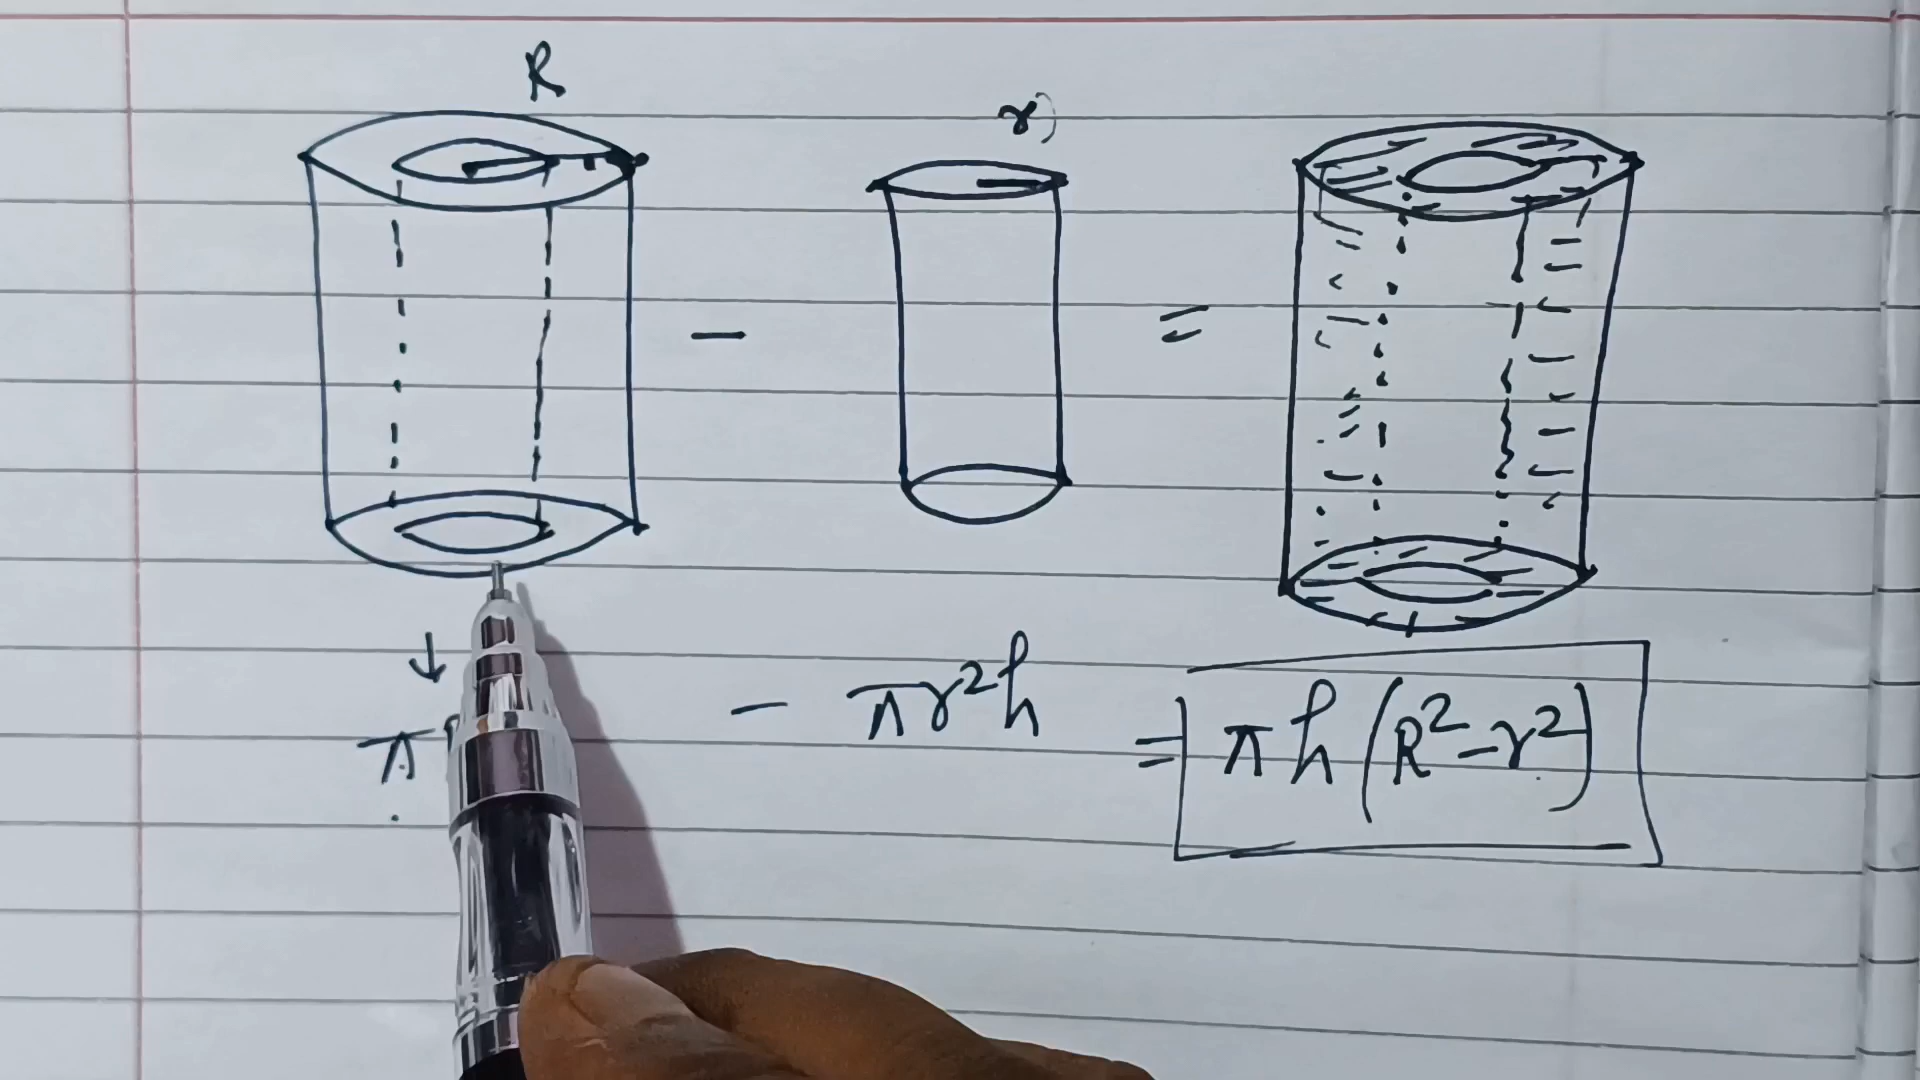 R
r
− =
π − πr²h = πh(R²−r²)